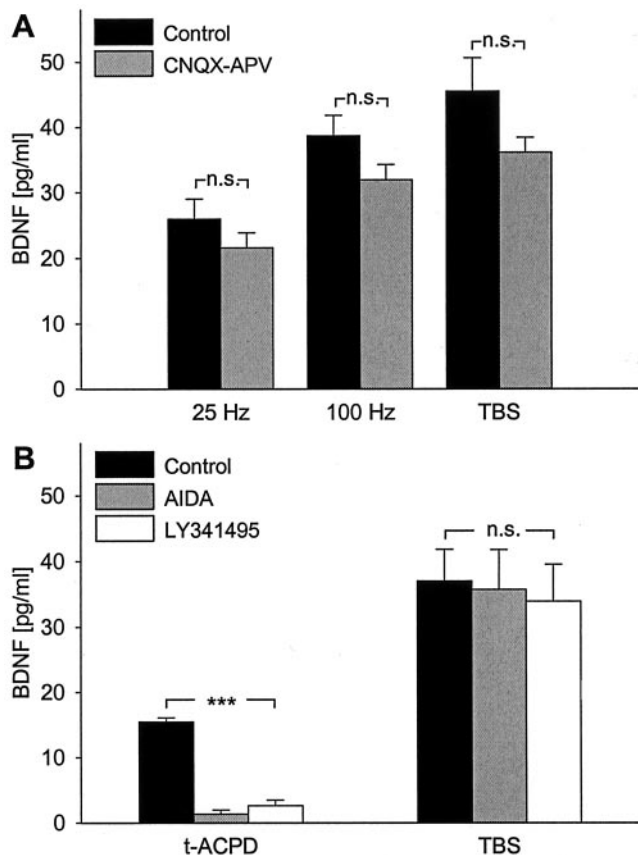 A
Control
CNQX-APV
BDNF [pg/ml]
50
40
30
20
10
0
n.s.
n.s.
n.s.
25 Hz
100 Hz
TBS
B
Control
AIDA
LY341495
BDNF [pg/ml]
50
40
30
20
10
0
***
n.s.
t-ACPD
TBS